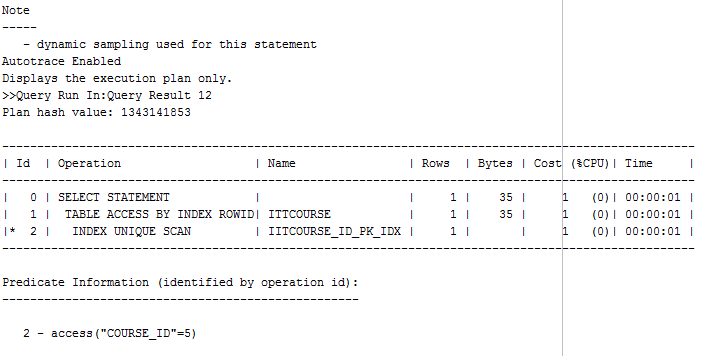 Note
-----
   - dynamic sampling used for this statement
Autotrace Enabled
Displays the execution plan only.
>>Query Run In:Query Result 12
Plan hash value: 1343141853

---------------------------------------------------------------------------------------------------
| Id  | Operation                   | Name                | Rows  | Bytes | Cost (%CPU)| Time     |
---------------------------------------------------------------------------------------------------
|   0 | SELECT STATEMENT            |                     |     1 |    35 |     1   (0)| 00:00:01 |
|   1 |  TABLE ACCESS BY INDEX ROWID| ITTCOURSE           |     1 |    35 |     1   (0)| 00:00:01 |
|*  2 |   INDEX UNIQUE SCAN         | IITCOURSE_ID_PK_IDX |     1 |       |     1   (0)| 00:00:01 |
---------------------------------------------------------------------------------------------------

Predicate Information (identified by operation id):
---------------------------------------------------

   2 - access("COURSE_ID"=5)